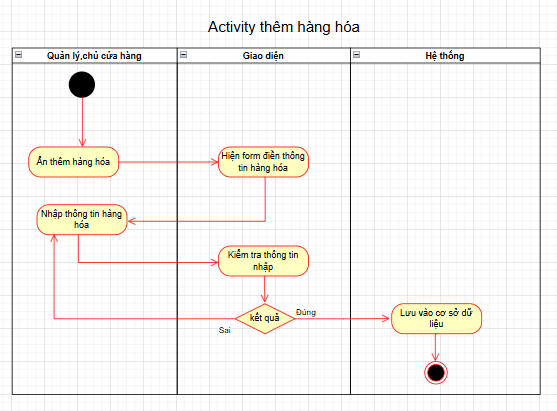 Activity thêm hàng hóa
Quản lý,chủ cửa hàng
Giao diện
Hệ thống
Ấn thêm hàng hóa
Hiện form điền thông
tin hàng hóa
Nhập thông tin hàng
hóa
Kiểm tra thông tin
nhập
kết quả
Đúng
Sai
Lưu vào cơ sở dữ
liệu